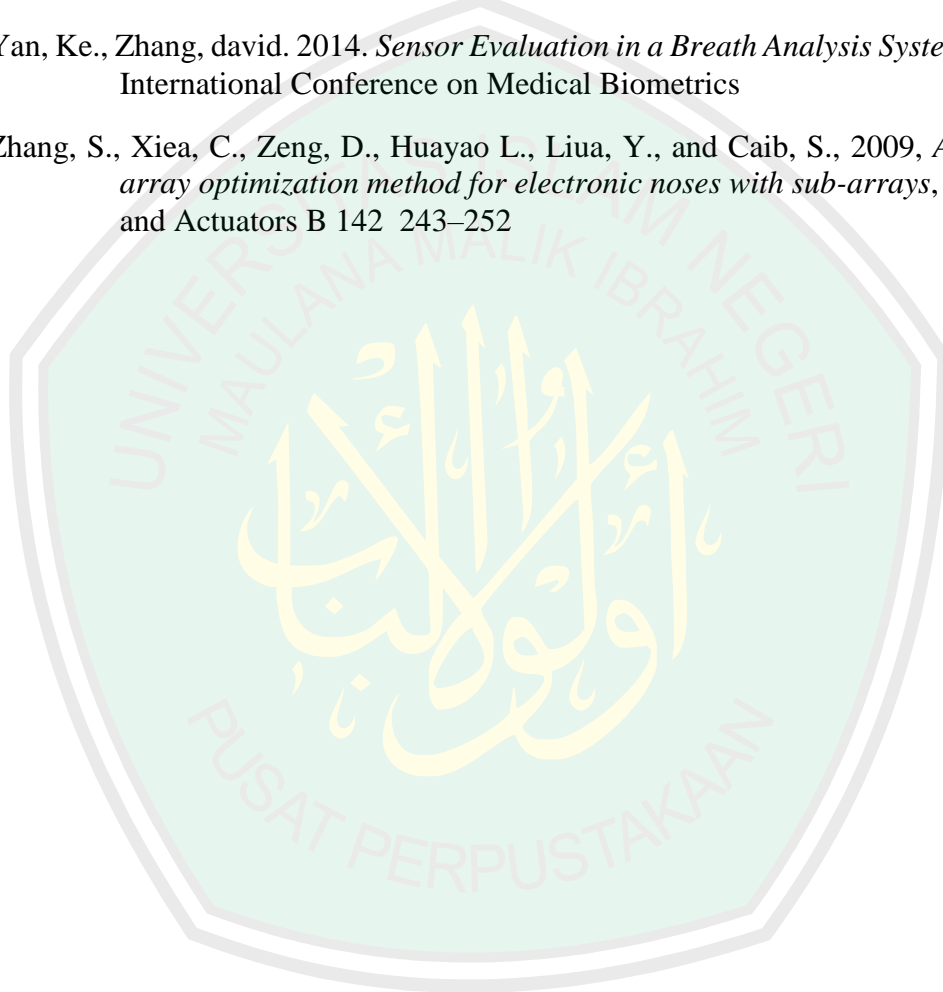 Yan, Ke., Zhang, david. 2014. Sensor Evaluation in a Breath Analysis Syste
International Conference on Medical Biometrics
Zhang, S., Xiea, C., Zeng, D., Huayao L., Liua, Y., and Caib, S., 2009, A
array optimization method for electronic noses with sub-arrays,
and Actuators B 142 243–252
UNIVERSITAS ISLAM NEGERI
MAULANA MALIK IBRAHIM
أولوا الألباب
PUSAT PERPUSTAKAAN